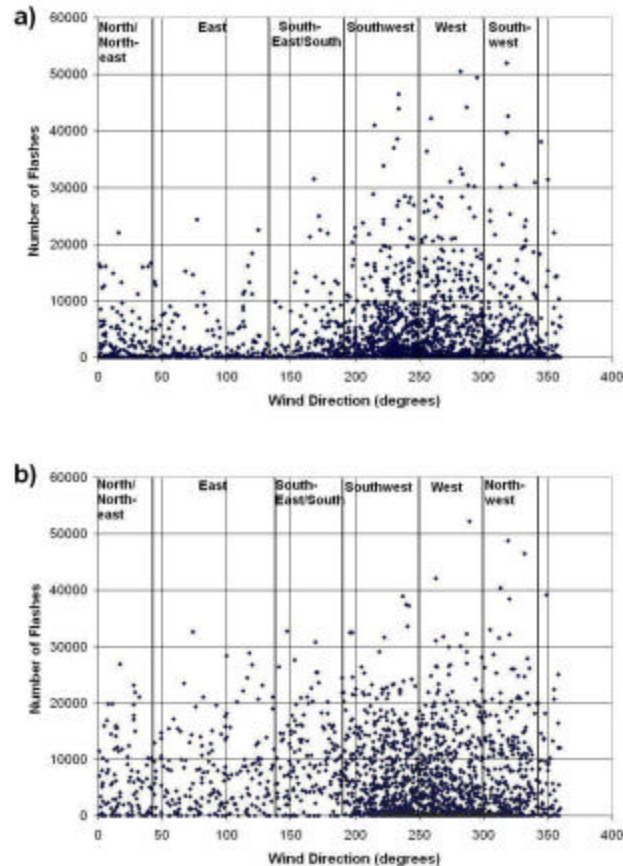 a)
60000
50000
40000
30000
20000
10000
0
Number of Flashes
North/
North-
east
East
South-
East/South
Southwest
West
South-
west
0 50 100 150 200 250 300 350 400
Wind Direction (degrees)
b)
60000
50000
40000
30000
20000
10000
0
Number of Flashes
North/
North-
east
East
South-
East/South
Southwest
West
North-
west
0 50 100 150 200 250 300 350 400
Wind Direction (degrees)